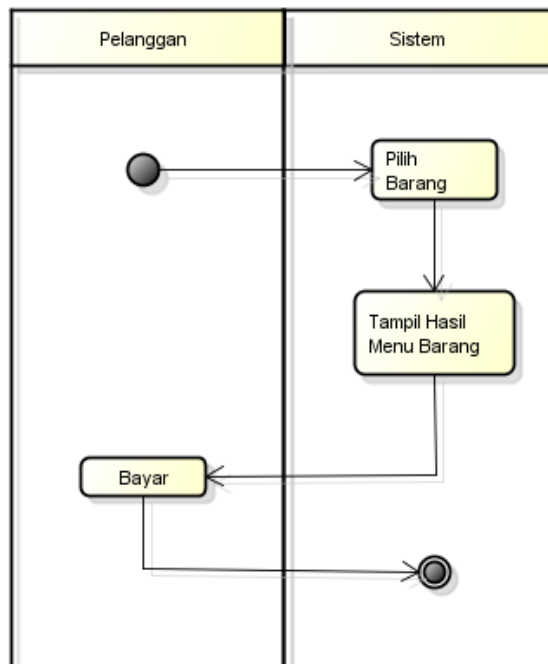 Pelanggan
Sistem
Pilih
Barang
Tampil Hasil
Menu Barang
Bayar